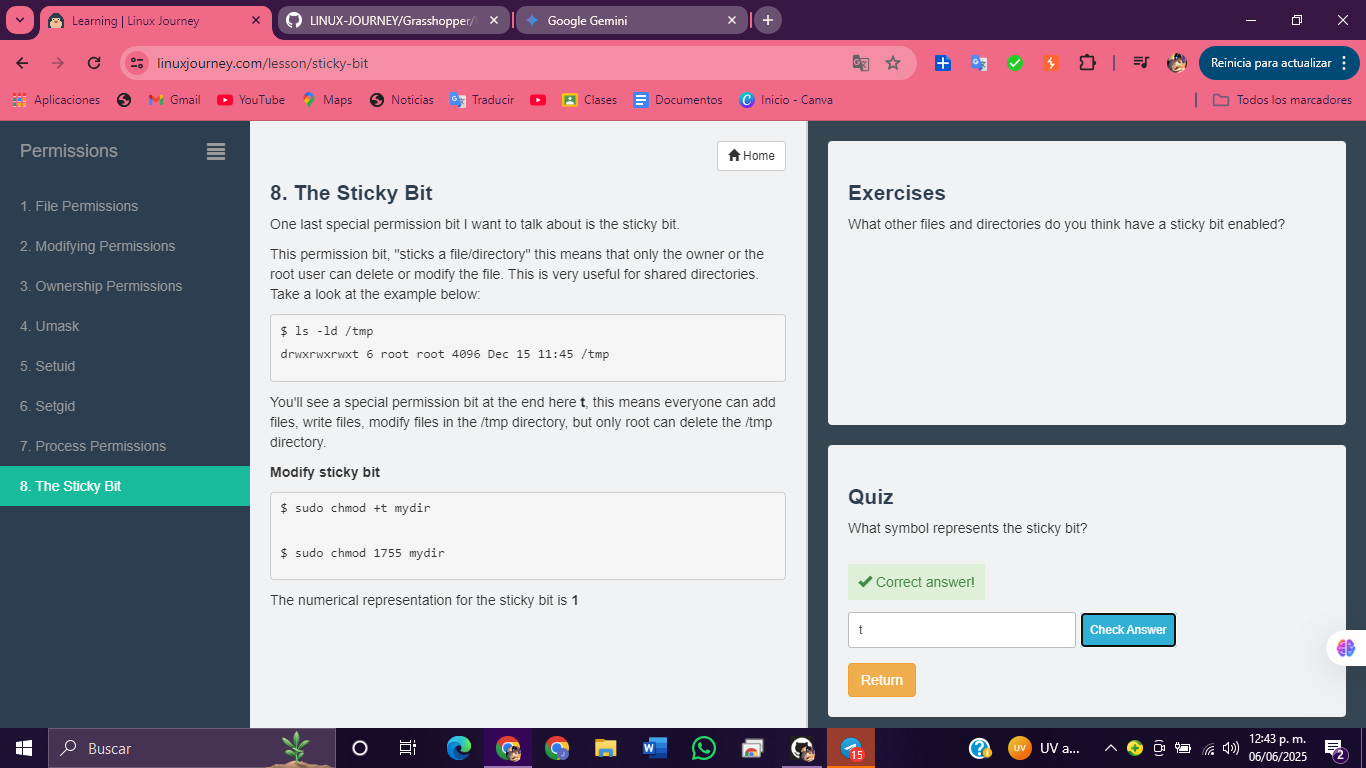 Learning | Linux Journey
LINUX-JOURNEY/Grasshopper/
Google Gemini
linuxjourney.com/lesson/sticky-bit
Reinicia para actualizar
Aplicaciones
Gmail
YouTube
Maps
Noticias
Traducir
Clases
Documentos
Inicio - Canva
Todos los marcadores
Permissions
1. File Permissions
2. Modifying Permissions
3. Ownership Permissions
4. Umask
5. Setuid
6. Setgid
7. Process Permissions
8. The Sticky Bit
Home
8. The Sticky Bit
One last special permission bit I want to talk about is the sticky bit.
This permission bit, "sticks a file/directory" this means that only the owner or the
root user can delete or modify the file. This is very useful for shared directories.
Take a look at the example below:
$ ls -ld /tmp
drwxrwxrwxt 6 root root 4096 Dec 15 11:45 /tmp
You'll see a special permission bit at the end here t, this means everyone can add
files, write files, modify files in the /tmp directory, but only root can delete the /tmp
directory.
Modify sticky bit
$ sudo chmod +t mydir
$ sudo chmod 1755 mydir
The numerical representation for the sticky bit is 1
Exercises
What other files and directories do you think have a sticky bit enabled?
Quiz
What symbol represents the sticky bit?
Correct answer!
t
Check Answer
Return
Buscar
15
UV
UV a...
12:43 p. m.
06/06/2025
2